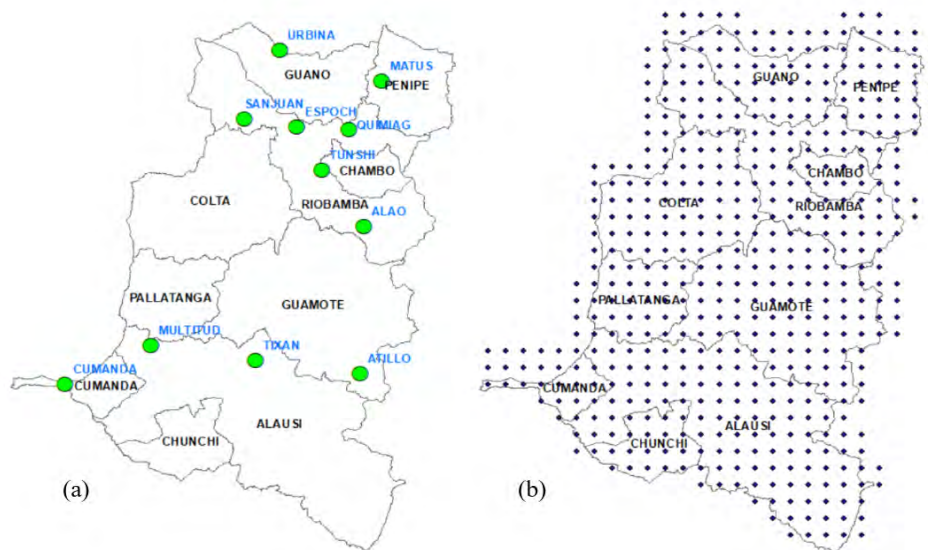 URBINA
GUANO
MATUS
PENIPE
SANJUAN
ESPOCH
QUIMIAG
TUNSHI
CHAMBO
COLTA
RIOBAMBA
ALAO
PALLATANGA
GUAMOTE
MULTITUD
TIXAN
ATILLO
CUMANDA
CUMANDA
ALAUSI
CHUNCHI
(a)
GUANO
PENIPE
CHAMBO
COLTA
RIOBAMBA
PALLATANGA
GUAMOTE
CUMANDA
ALAUSI
CHUNCHI
(b)